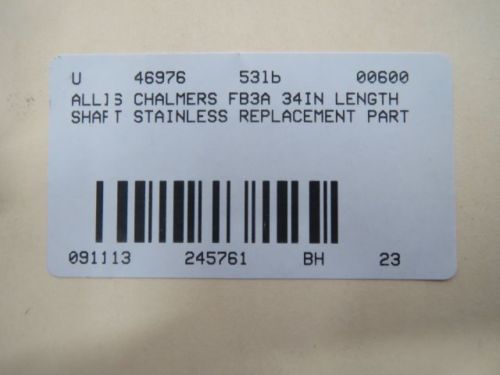 U 46976 531b 00600
ALLIS CHALMERS FB3A 34IN LENGTH
SHAFT STAINLESS REPLACEMENT PART
091113 245761 BH 23